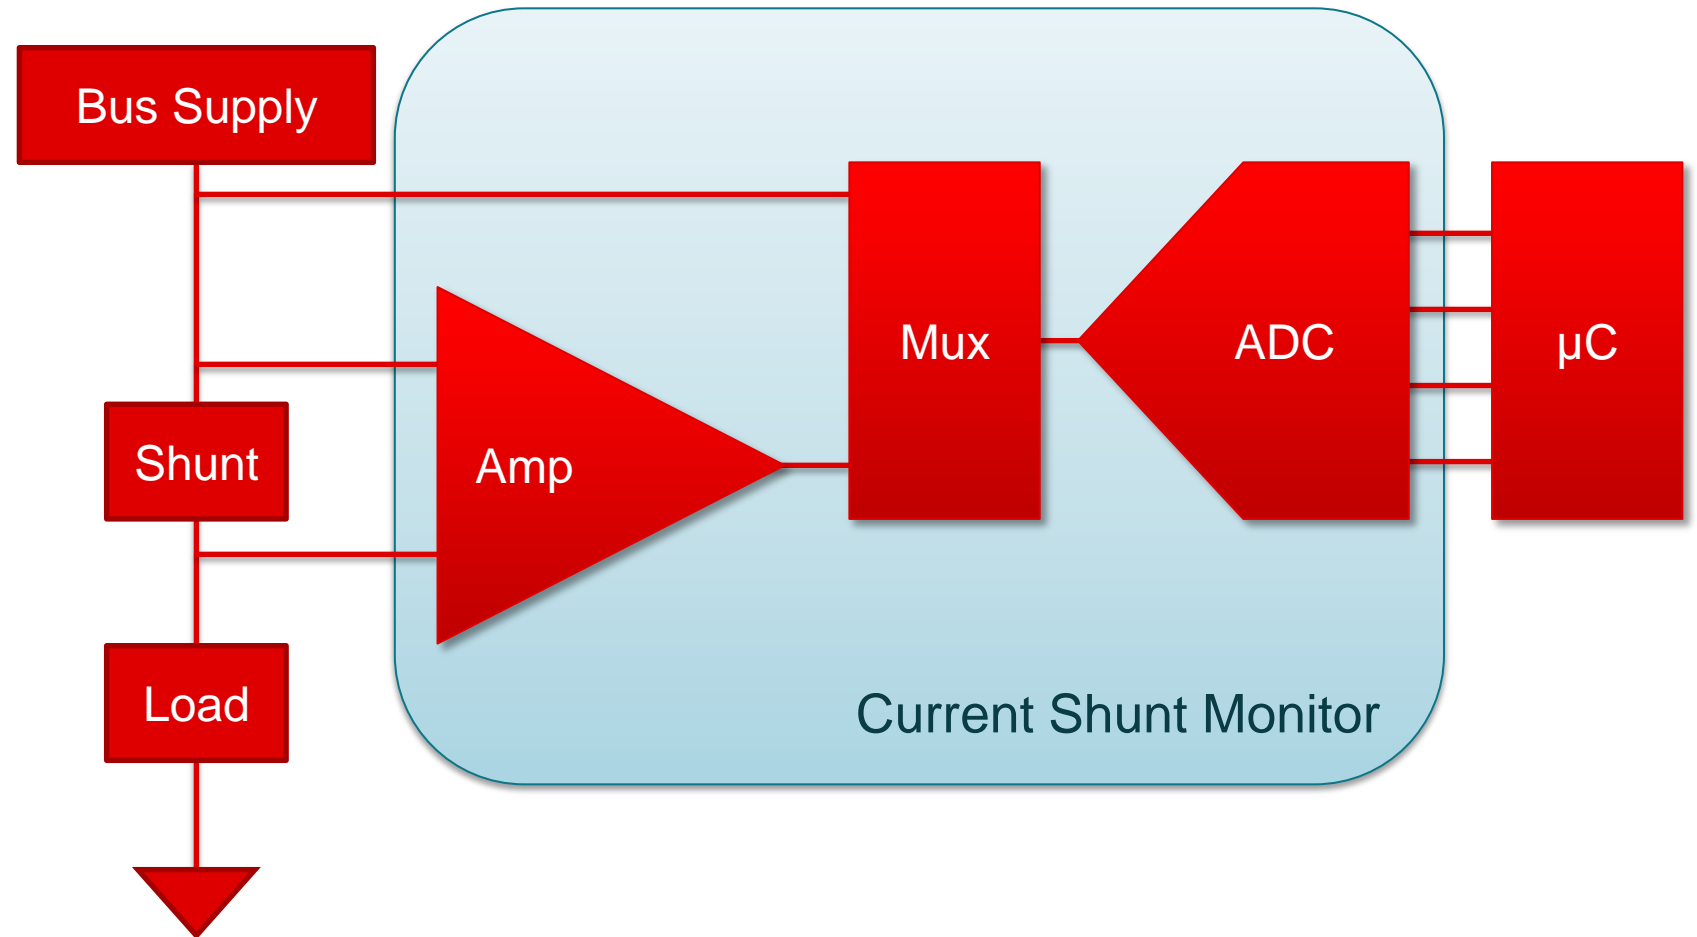 Bus Supply
Mux
ADC
µC
Shunt
Amp
Load
Current Shunt Monitor